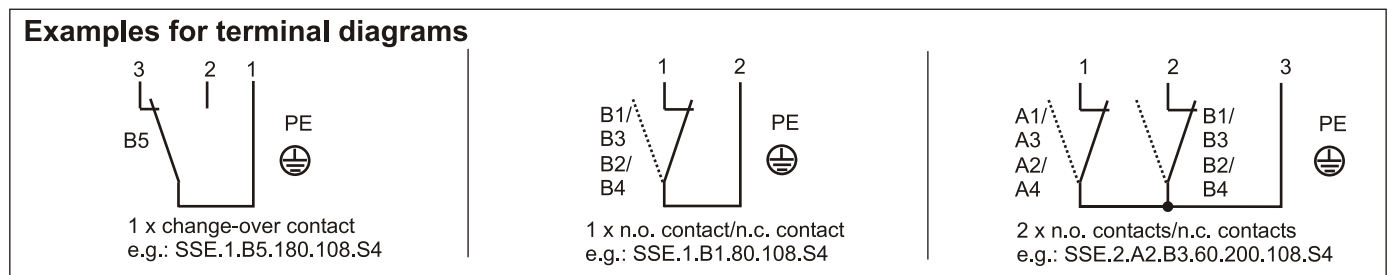 Examples for terminal diagrams
3 2 1
B5
PE
1 x change-over contact
e.g.: SSE.1.B5.180.108.S4
1 2
B1/
B3
B2/
B4
PE
1 x n.o. contact/n.c. contact
e.g.: SSE.1.B1.80.108.S4
1 2 3
A1/
A3
A2/
A4
B1/
B3
B2/
B4
PE
2 x n.o. contacts/n.c. contacts
e.g.: SSE.2.A2.B3.60.200.108.S4